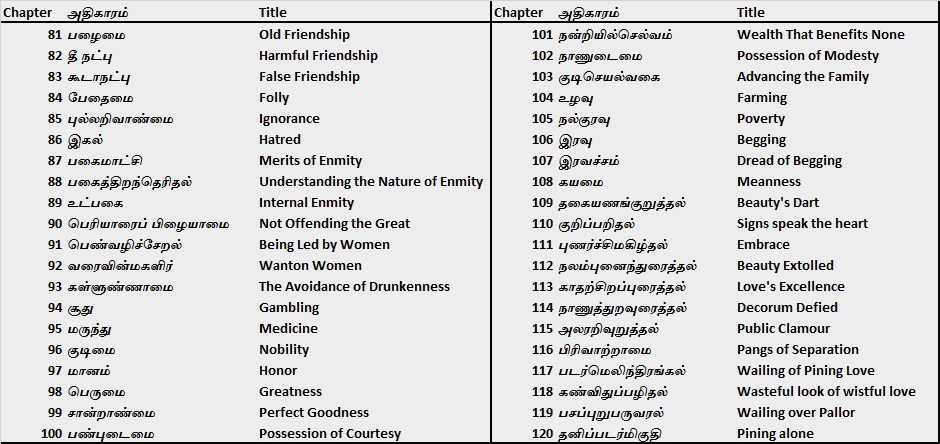 Chapter அதிகாரம் Title
81 பழைமை Old Friendship
82 தீ நட்பு Harmful Friendship
83 கூடாநட்பு False Friendship
84 பேதைமை Folly
85 புல்லறிவாண்மை Ignorance
86 இகல் Hatred
87 பகைமாட்சி Merits of Enmity
88 பகைத்திறந்தெரிதல் Understanding the Nature of Enmity
89 உட்பகை Internal Enmity
90 பெரியாரைப் பிழையாமை Not Offending the Great
91 பெண்வழிச்சேறல் Being Led by Women
92 வரைவின்மகளிர் Wanton Women
93 கள்ளுண்ணாமை The Avoidance of Drunkenness
94 சூது Gambling
95 மருந்து Medicine
96 குடிமை Nobility
97 மானம் Honor
98 பெருமை Greatness
99 சான்றாண்மை Perfect Goodness
100 பண்புடைமை Possession of Courtesy
Chapter அதிகாரம் Title
101 நன்றியில்செல்வம் Wealth That Benefits None
102 நாணுடைமை Possession of Modesty
103 குடிசெயல்வகை Advancing the Family
104 உழவு Farming
105 நல்குரவு Poverty
106 இரவு Begging
107 இரவச்சம் Dread of Begging
108 கயமை Meanness
109 தகையணங்குறுத்தல் Beauty's Dart
110 குறிப்பறிதல் Signs speak the heart
111 புணர்ச்சிமகிழ்தல் Embrace
112 நலம்புனைந்துரைத்தல் Beauty Extolled
113 காதற்சிறப்புரைத்தல் Love's Excellence
114 நாணுத்துறவுரைத்தல் Decorum Defied
115 அலரறிவுறுத்தல் Public Clamour
116 பிரிவாற்றாமை Pangs of Separation
117 படர்மெலிந்திரங்கல் Wailing of Pining Love
118 கண்விதுப்பழிதல் Wasteful look of wistful love
119 பசப்புறுபருவரல் Wailing over Pallor
120 தனிப்படர்மிகுதி Pining alone